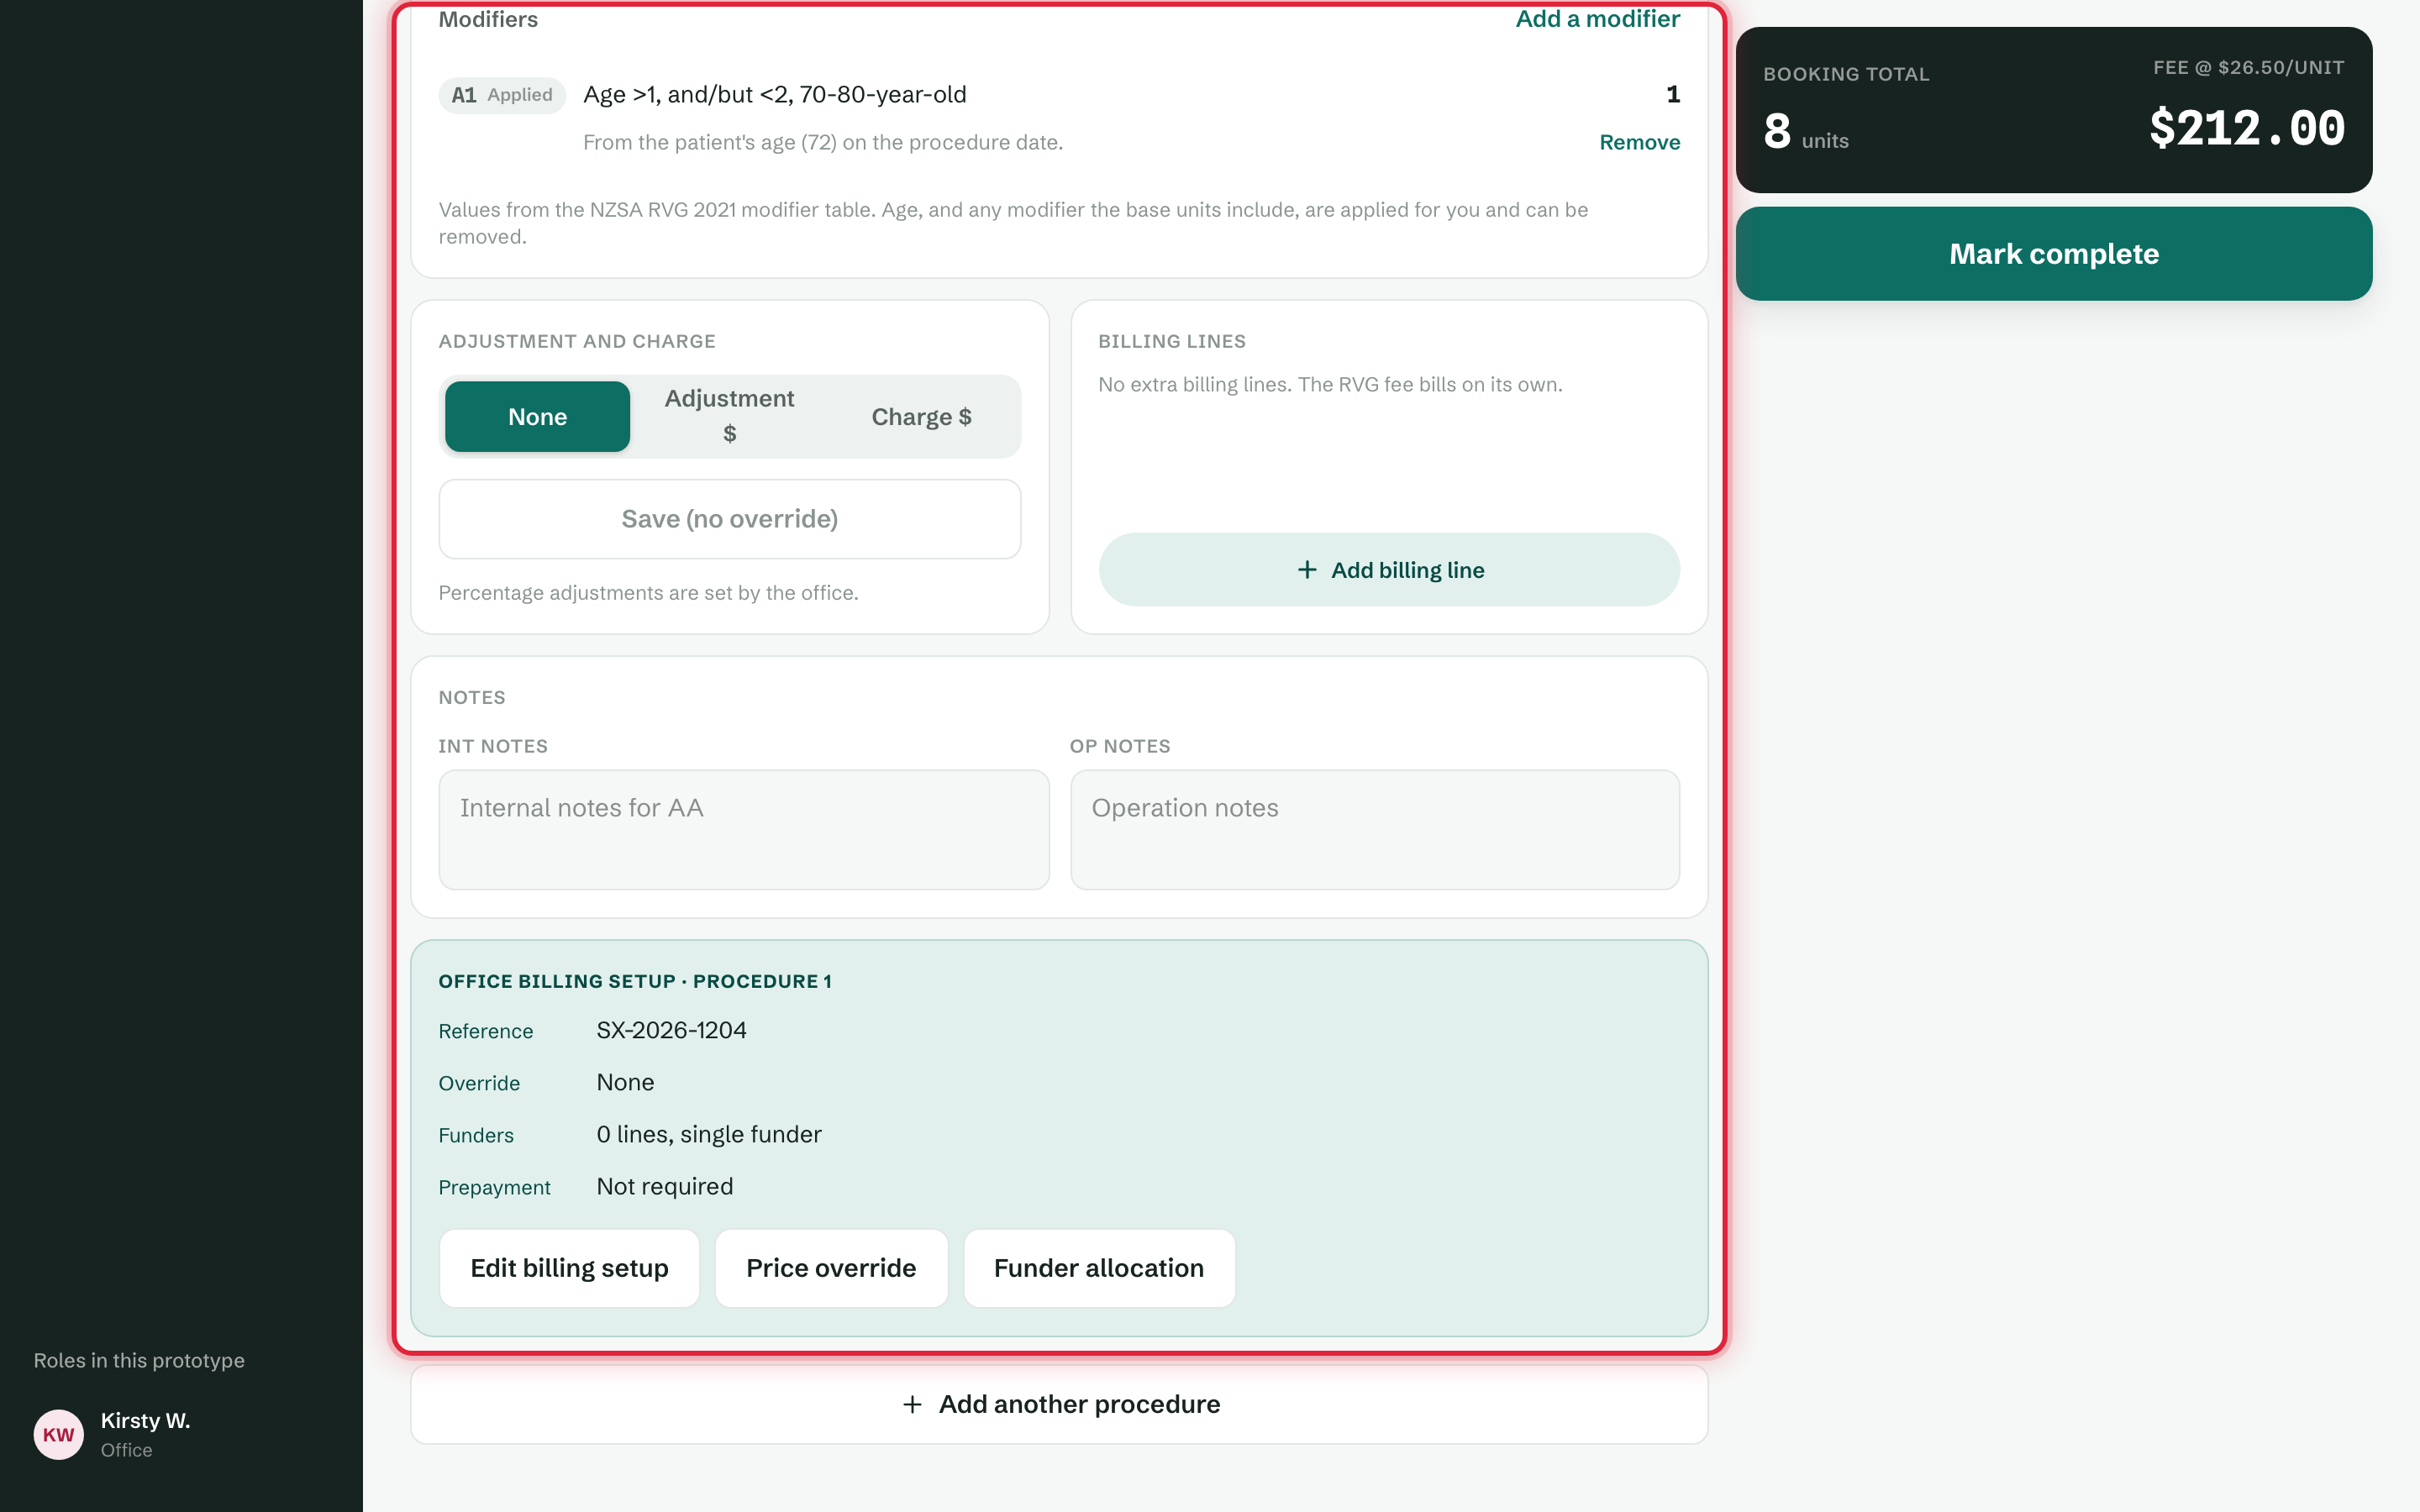 Modifiers
Add a modifier
A1 Applied Age >1, and/but <2, 70-80-year-old 1
From the patient's age (72) on the procedure date. Remove
Values from the NZSA RVG 2021 modifier table. Age, and any modifier the base units include, are applied for you and can be
removed.
ADJUSTMENT AND CHARGE
None
Adjustment
$
Charge $
Save (no override)
Percentage adjustments are set by the office.
BILLING LINES
No extra billing lines. The RVG fee bills on its own.
+ Add billing line
NOTES
INT NOTES
Internal notes for AA
OP NOTES
Operation notes
OFFICE BILLING SETUP · PROCEDURE 1
Reference SX-2026-1204
Override None
Funders 0 lines, single funder
Prepayment Not required
Edit billing setup
Price override
Funder allocation
+ Add another procedure
BOOKING TOTAL
8 units
FEE @ $26.50/UNIT
$212.00
Mark complete
Roles in this prototype
KW
Kirsty W.
Office